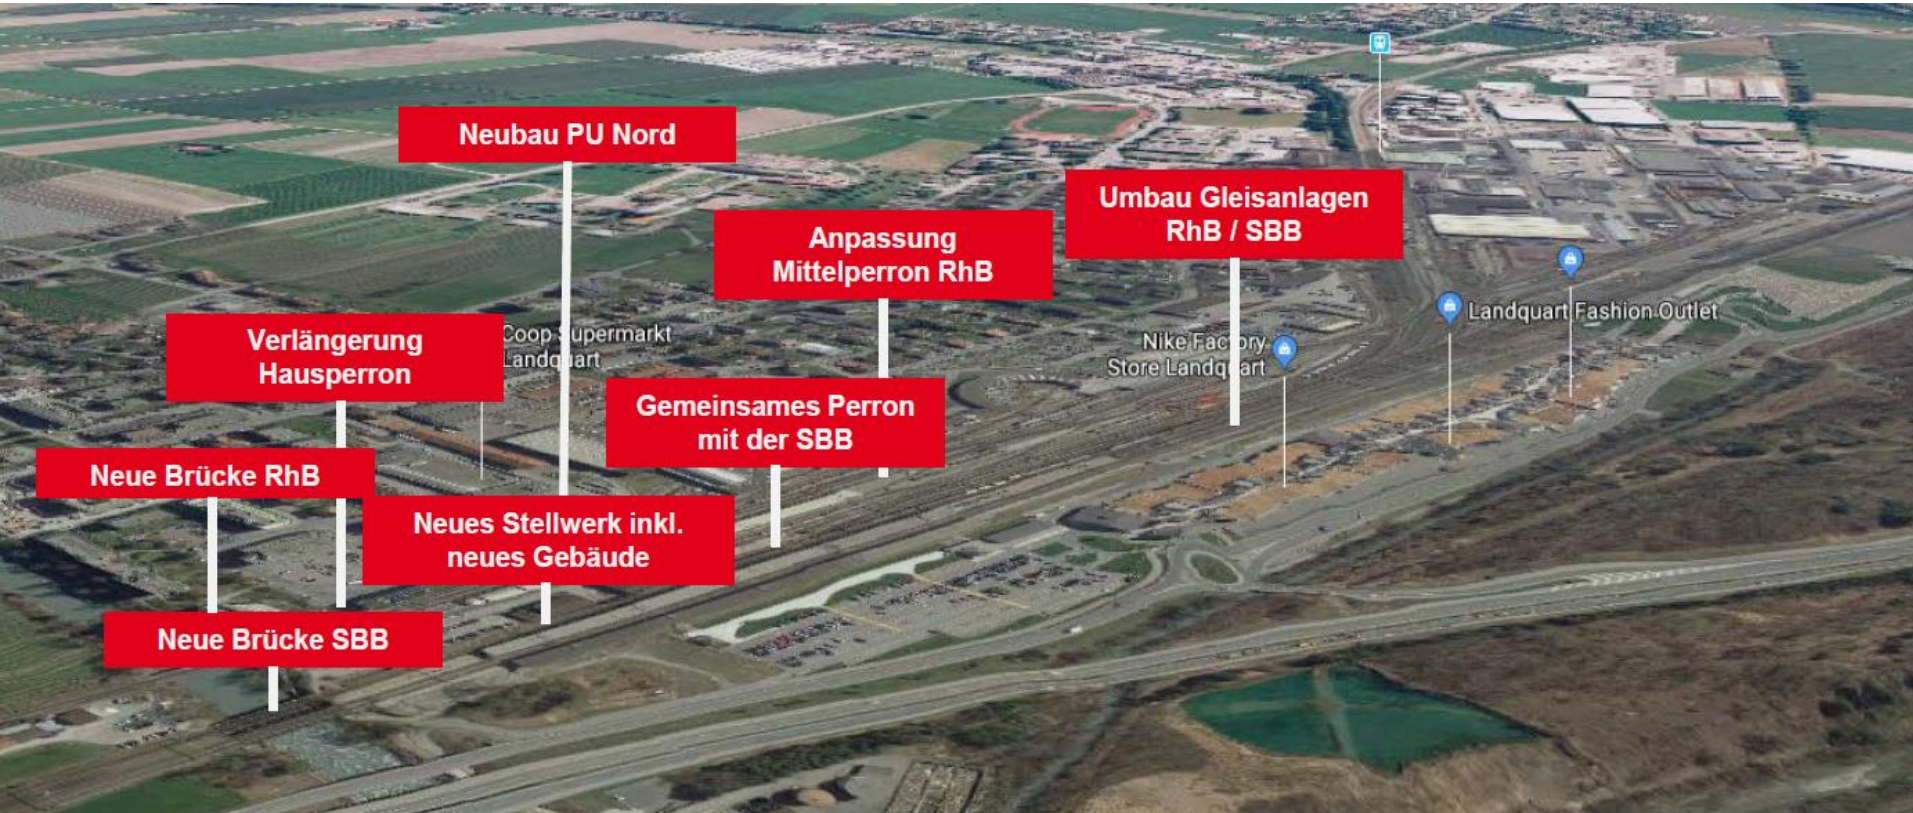 Neubau PU Nord
Umbau Gleisanlagen
RhB / SBB
Anpassung
Mittelperron RhB
Landquart Fashion Outlet
Verlängerung
Hausperron
Coop Supermarkt
Landquart
Nike Factory
Store Landquart
Gemeinsames Perron
mit der SBB
Neue Brücke RhB
Neues Stellwerk inkl.
neues Gebäude
Neue Brücke SBB